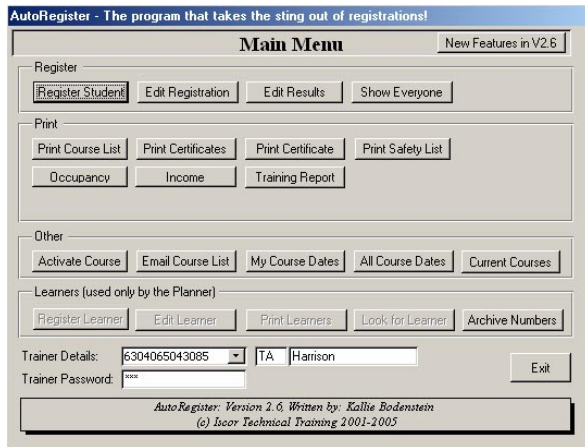 AutoRegister - The program that takes the sting out of registrations!
Main Menu
New Features in V2.6
Register
Register Student Edit Registration Edit Results Show Everyone
Print
Print Course List Print Certificates Print Certificate Print Safety List
Occupancy Income Training Report
Other
Activate Course Email Course List My Course Dates All Course Dates Current Courses
Learners (used only by the Planner)
Register Learner Edit Learner Print Learners Look for Learner Archive Numbers
Trainer Details: 6304065043085 TA Harrison
Trainer Password: ***
Exit
AutoRegister: Version 2.6, Written by: Kallie Bodenstein
(c) Iscor Technical Training 2001-2005